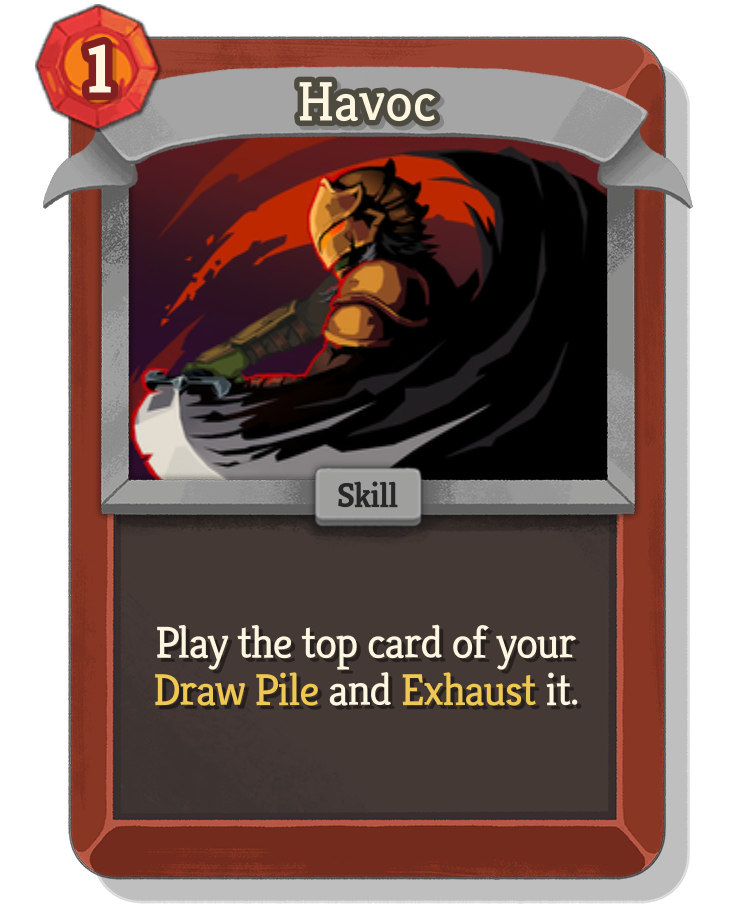 1
Havoc
Skill
Play the top card of your
Draw Pile and Exhaust it.